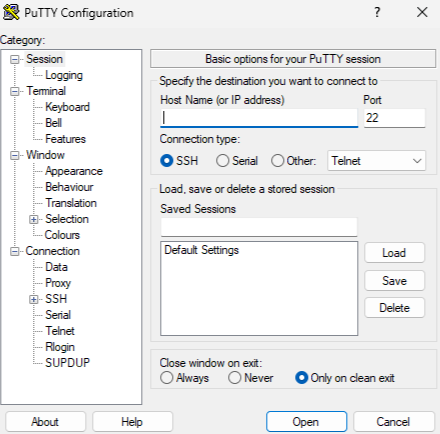 PuTTY Configuration
?
Category:
Session
Logging
Terminal
Keyboard
Bell
Features
Window
Appearance
Behaviour
Translation
Selection
Colours
Connection
Data
Proxy
SSH
Serial
Telnet
Rlogin
SUPDUP
Basic options for your PuTTY session
Specify the destination you want to connect to
Host Name (or IP address) Port
22
Connection type:
SSH Serial Other: Telnet
Load, save or delete a stored session
Saved Sessions
Default Settings
Load
Save
Delete
Close window on exit:
Always Never Only on clean exit
About Help Open Cancel